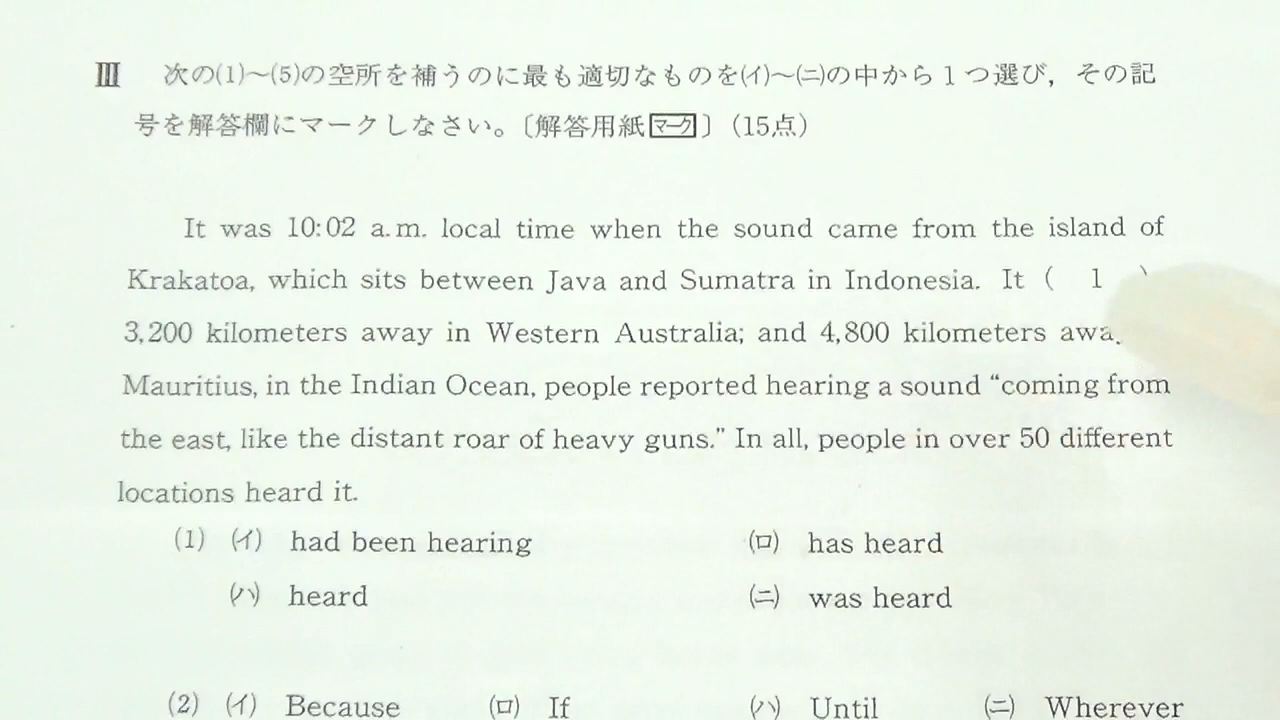 Ⅲ 次の(1)~(5)の空所を補うのに最も適切なものを(イ)~(ニ)の中から1つ選び，その記
号を解答欄にマークしなさい。〔解答用紙マーク〕（15点）
It was 10:02 a.m. local time when the sound came from the island of
Krakatoa, which sits between Java and Sumatra in Indonesia. It ( 1 )
3,200 kilometers away in Western Australia; and 4,800 kilometers
Mauritius, in the Indian Ocean, people reported hearing a sound “coming from
the east, like the distant roar of heavy guns.” In all, people in over 50 different
locations heard it.
(1) (イ) had been hearing (ロ) has heard
(ハ) heard (ニ) was heard
(2) (イ) Because (ロ) If (ハ) Until (ニ) Wherever